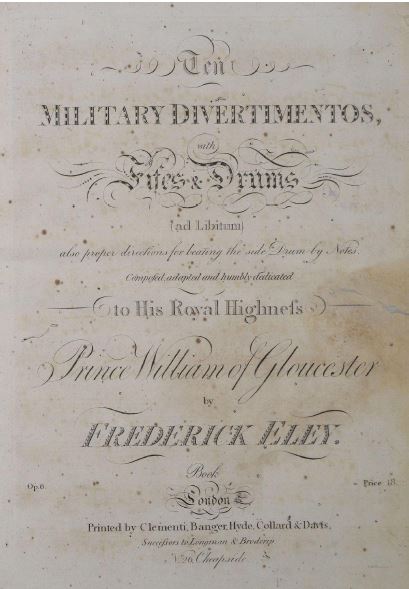 Ten
MILITARY DIVERTIMENTOS,
with
Fifes & Drums
(ad Libitum)
also proper directions for beating the side Drum by Notes.
Composed, adapted and humbly dedicated
to His Royal Highneſs
Prince William of Gloucester
by
FREDERICK ELEY.
Book
Op. 6. Price
London
Printed by Clementi, Banger, Hyde, Collard & Davis,
Successors to Longman & Broderip
No. 26, Cheapside